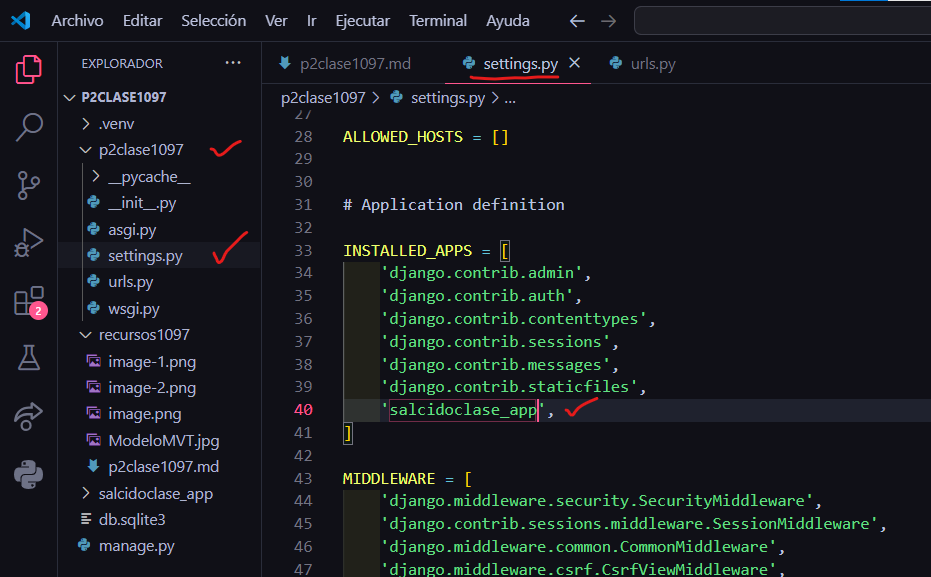 Archivo Editar Selección Ver Ir Ejecutar Terminal Ayuda
EXPLORADOR
P2CLASE1097
.venv
p2clase1097
__pycache__
__init__.py
asgi.py
settings.py
urls.py
wsgi.py
recursos1097
image-1.png
image-2.png
image.png
ModeloMVT.jpg
p2clase1097.md
salcidoclase_app
db.sqlite3
manage.py
2
p2clase1097.md settings.py urls.py
p2clase1097 > settings.py > ...
27
28 ALLOWED_HOSTS = []
29
30
31 # Application definition
32
33 INSTALLED_APPS = [
34 'django.contrib.admin',
35 'django.contrib.auth',
36 'django.contrib.contenttypes',
37 'django.contrib.sessions',
38 'django.contrib.messages',
39 'django.contrib.staticfiles',
40 'salcidoclase_app',
41 ]
42
43 MIDDLEWARE = [
44 'django.middleware.security.SecurityMiddleware',
45 'django.contrib.sessions.middleware.SessionMiddleware',
46 'django.middleware.common.CommonMiddleware',
47 'django.middleware.csrf.CsrfViewMiddleware',